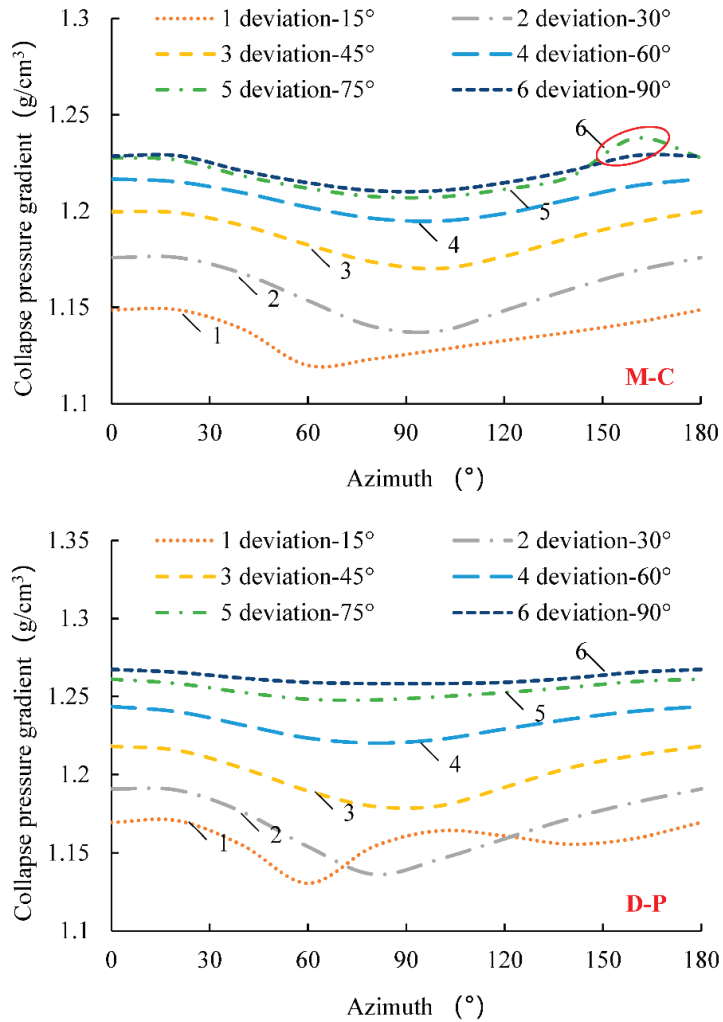 1 deviation-15°
2 deviation-30°
3 deviation-45°
4 deviation-60°
5 deviation-75°
6 deviation-90°
Collapse pressure gradient (g/cm³)
1.3
1.25
1.2
1.15
1.1
6
5
4
3
2
1
M-C
0 30 60 90 120 150 180
Azimuth (°)
1 deviation-15°
2 deviation-30°
3 deviation-45°
4 deviation-60°
5 deviation-75°
6 deviation-90°
Collapse pressure gradient (g/cm³)
1.35
1.3
1.25
1.2
1.15
1.1
6
5
4
3
2
1
D-P
0 30 60 90 120 150 180
Azimuth (°)